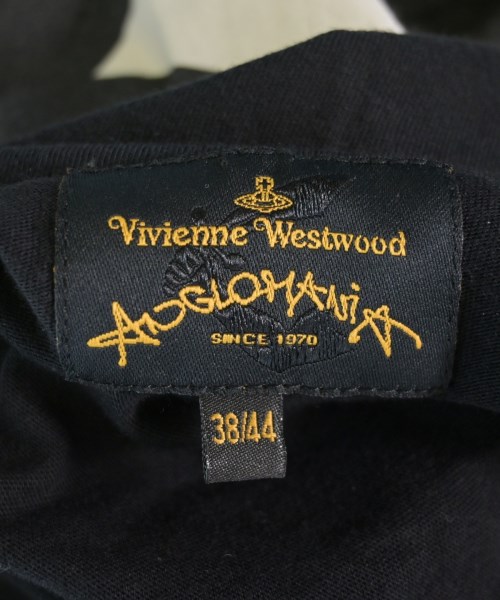 Vivienne Westwood
ANGLOMANiA
SINCE 1970
38/44